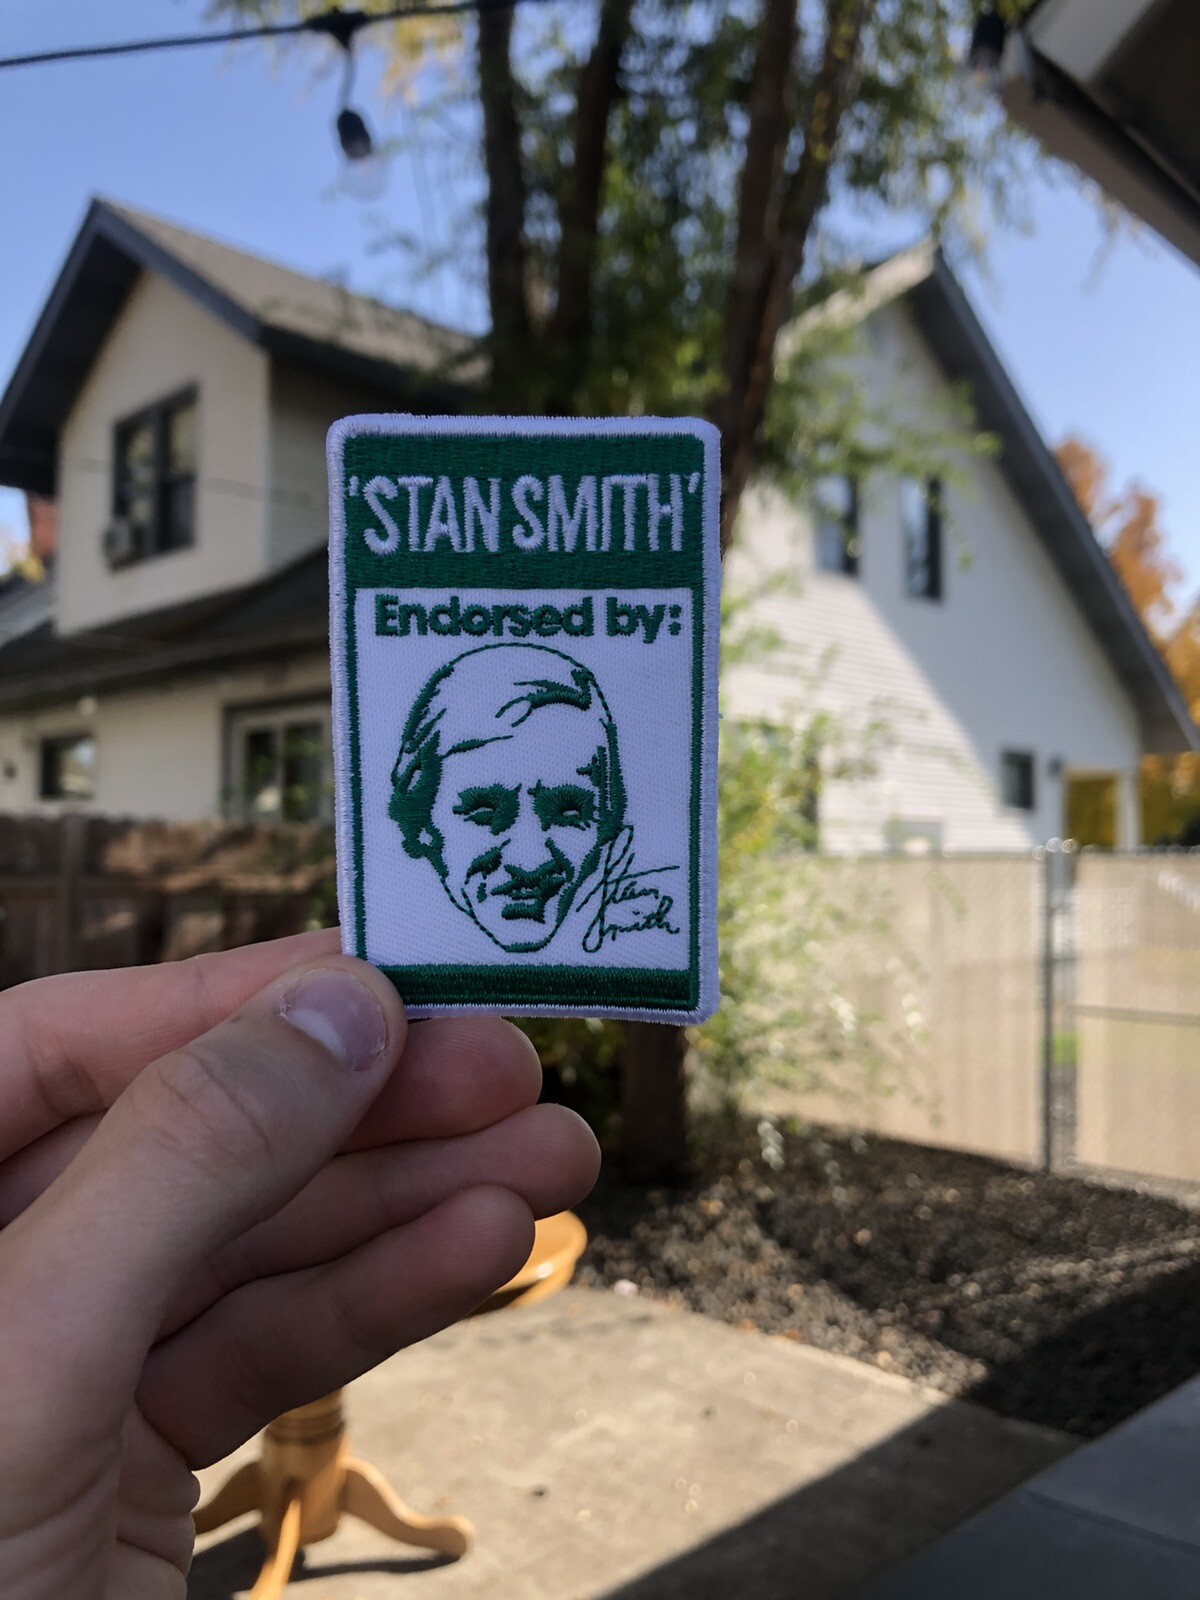 ‘STAN SMITH’
Endorsed by:
Stan
Smith